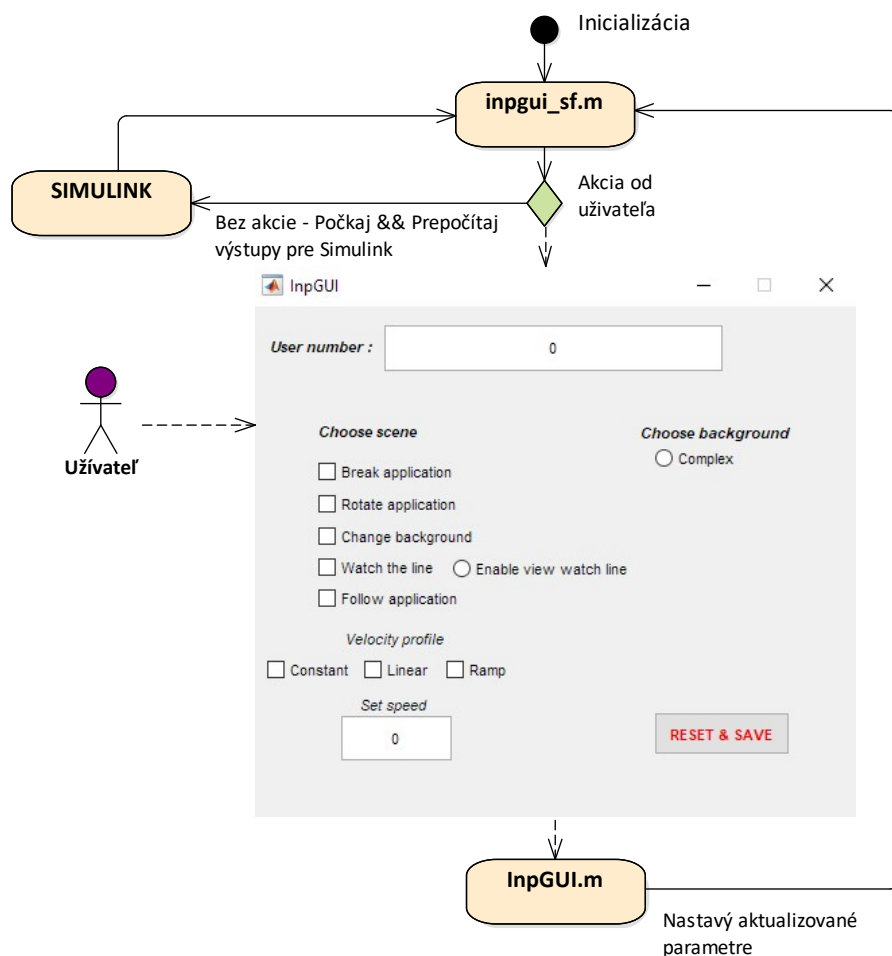 Inicializácia
inpgui_sf.m
SIMULINK
Akcia od
uživateľa
Bez akcie - Počkaj && Prepočítaj
výstupy pre Simulink
InpGUI
User number :
0
Užívateľ
Choose scene
Choose background
Complex
Break application
Rotate application
Change background
Watch the line
Enable view watch line
Follow application
Velocity profile
Constant
Linear
Ramp
Set speed
0
RESET & SAVE
InpGUI.m
Nastavý aktualizované
parametre